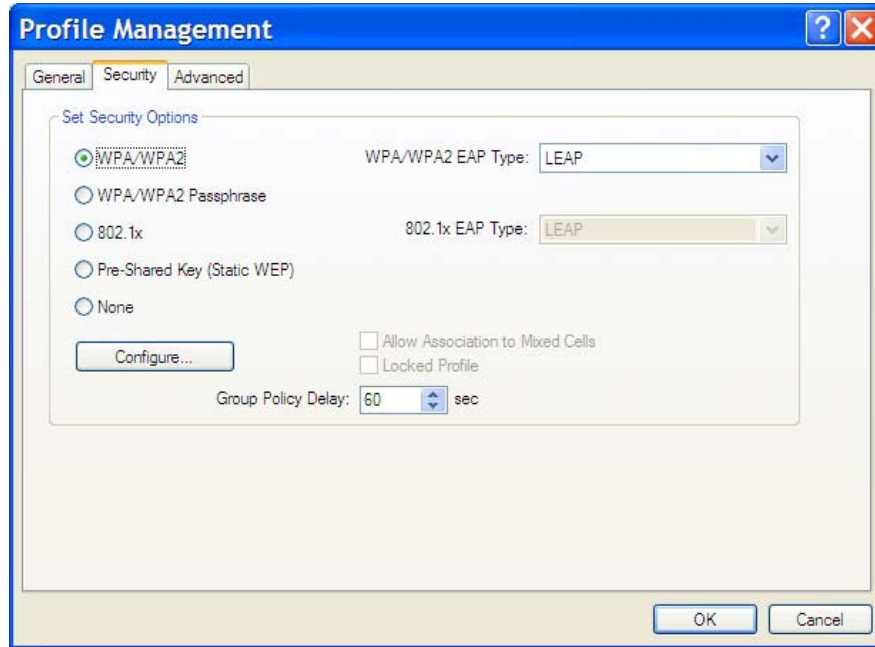 Profile Management
General Security Advanced
Set Security Options
WPA/WPA2 WPA/WPA2 EAP Type: LEAP
WPA/WPA2 Passphrase
802.1x 802.1x EAP Type: LEAP
Pre-Shared Key (Static WEP)
None
Allow Association to Mixed Cells
Configure... Locked Profile
Group Policy Delay: 60 sec
OK Cancel